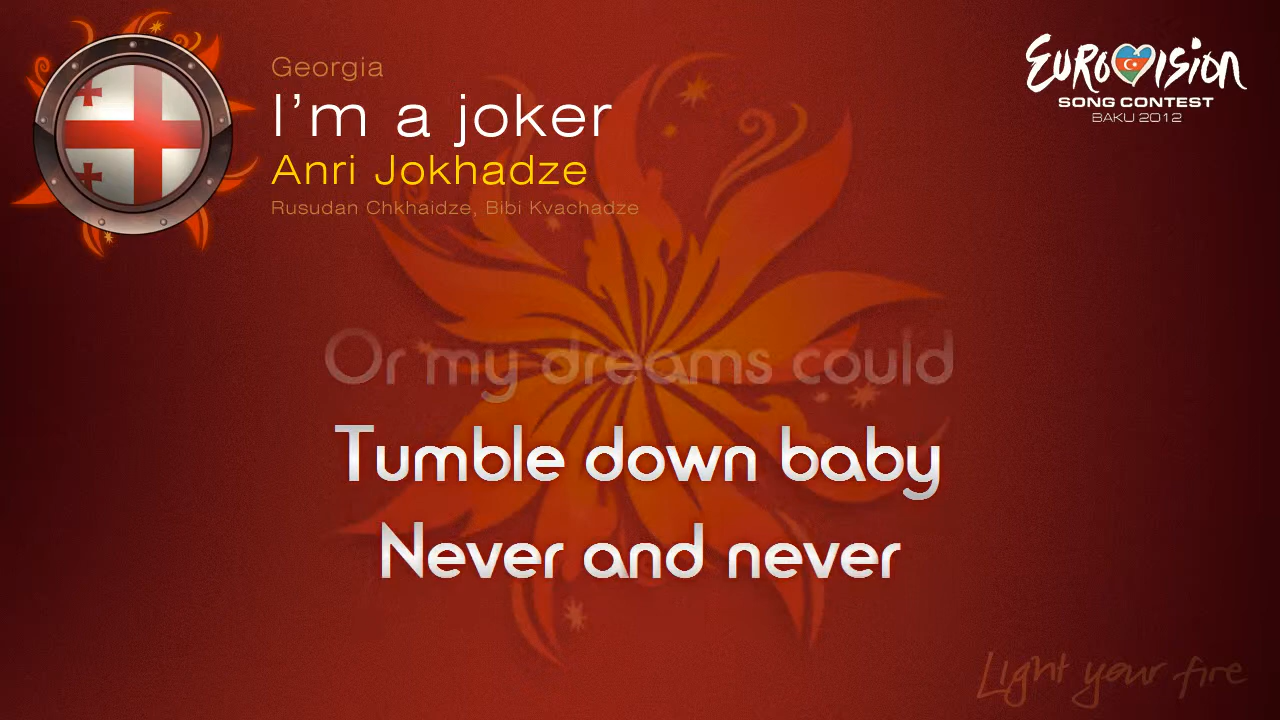 Georgia
I'm a joker
Anri Jokhadze
Rusudan Chkhaidze, Bibi Kvachadze
EUROVISION
SONG CONTEST
BAKU 2012
Or my dreams could
Tumble down baby
Never and never
Light your fire